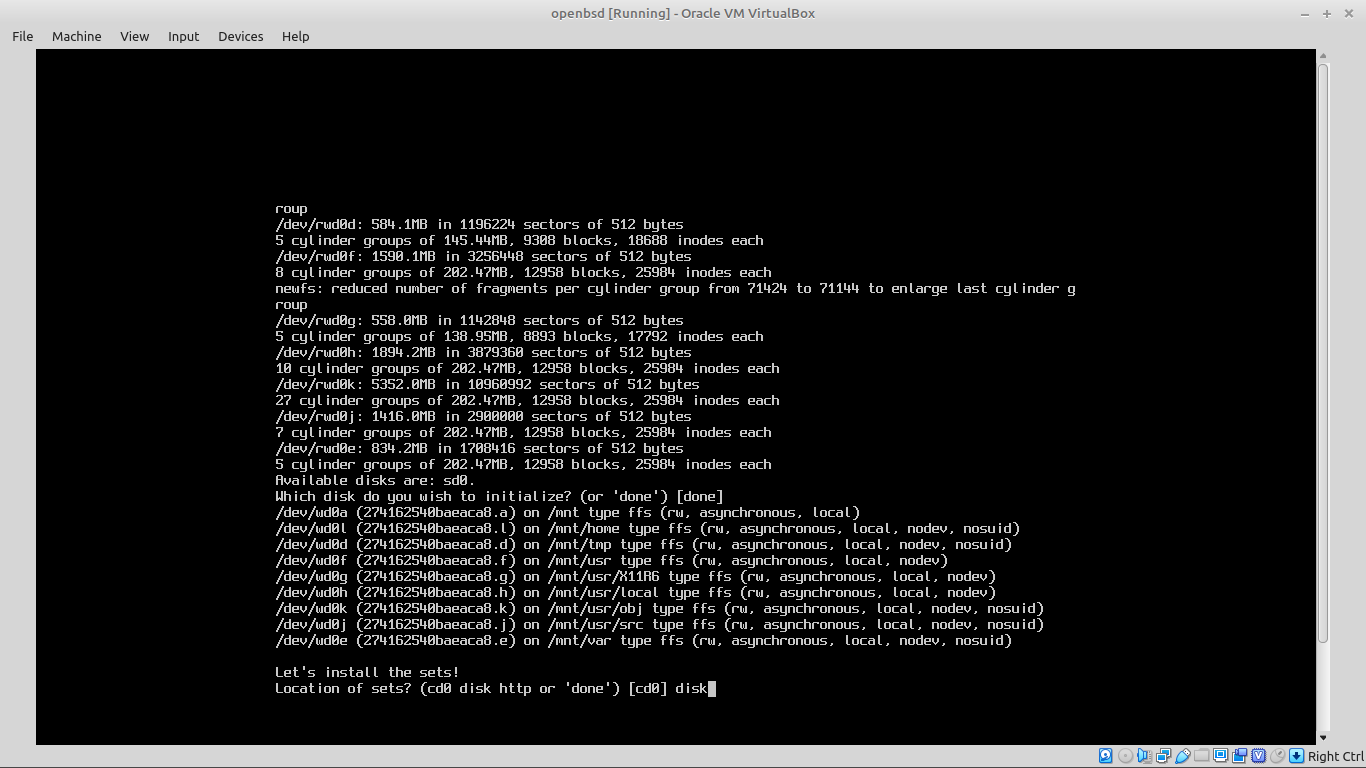 openbsd [Running] - Oracle VM VirtualBox
File Machine View Input Devices Help
roup
/dev/rwd0d: 584.1MB in 1196224 sectors of 512 bytes
5 cylinder groups of 145.44MB, 9308 blocks, 18688 inodes each
/dev/rwd0f: 1590.1MB in 3256448 sectors of 512 bytes
8 cylinder groups of 202.47MB, 12958 blocks, 25984 inodes each
newfs: reduced number of fragments per cylinder group from 71424 to 71144 to enlarge last cylinder g
roup
/dev/rwd0g: 558.0MB in 1142848 sectors of 512 bytes
5 cylinder groups of 138.95MB, 8893 blocks, 17792 inodes each
/dev/rwd0h: 1894.2MB in 3879360 sectors of 512 bytes
10 cylinder groups of 202.47MB, 12958 blocks, 25984 inodes each
/dev/rwd0k: 5352.0MB in 10960992 sectors of 512 bytes
27 cylinder groups of 202.47MB, 12958 blocks, 25984 inodes each
/dev/rwd0j: 1416.0MB in 2900000 sectors of 512 bytes
7 cylinder groups of 202.47MB, 12958 blocks, 25984 inodes each
/dev/rwd0e: 834.2MB in 1708416 sectors of 512 bytes
5 cylinder groups of 202.47MB, 12958 blocks, 25984 inodes each
Available disks are: sd0.
Which disk do you wish to initialize? (or 'done') [done]
/dev/wd0a (274162540baeaca8.a) on /mnt type ffs (rw, asynchronous, local)
/dev/wd0l (274162540baeaca8.l) on /mnt/home type ffs (rw, asynchronous, local, nodev, nosuid)
/dev/wd0d (274162540baeaca8.d) on /mnt/tmp type ffs (rw, asynchronous, local, nodev, nosuid)
/dev/wd0f (274162540baeaca8.f) on /mnt/usr type ffs (rw, asynchronous, local, nodev)
/dev/wd0g (274162540baeaca8.g) on /mnt/usr/X11R6 type ffs (rw, asynchronous, local, nodev)
/dev/wd0h (274162540baeaca8.h) on /mnt/usr/local type ffs (rw, asynchronous, local, nodev)
/dev/wd0k (274162540baeaca8.k) on /mnt/usr/obj type ffs (rw, asynchronous, local, nodev, nosuid)
/dev/wd0j (274162540baeaca8.j) on /mnt/usr/src type ffs (rw, asynchronous, local, nodev, nosuid)
/dev/wd0e (274162540baeaca8.e) on /mnt/var type ffs (rw, asynchronous, local, nodev, nosuid)
Let's install the sets!
Location of sets? (cd0 disk http or 'done') [cd0] disk
Right Ctrl